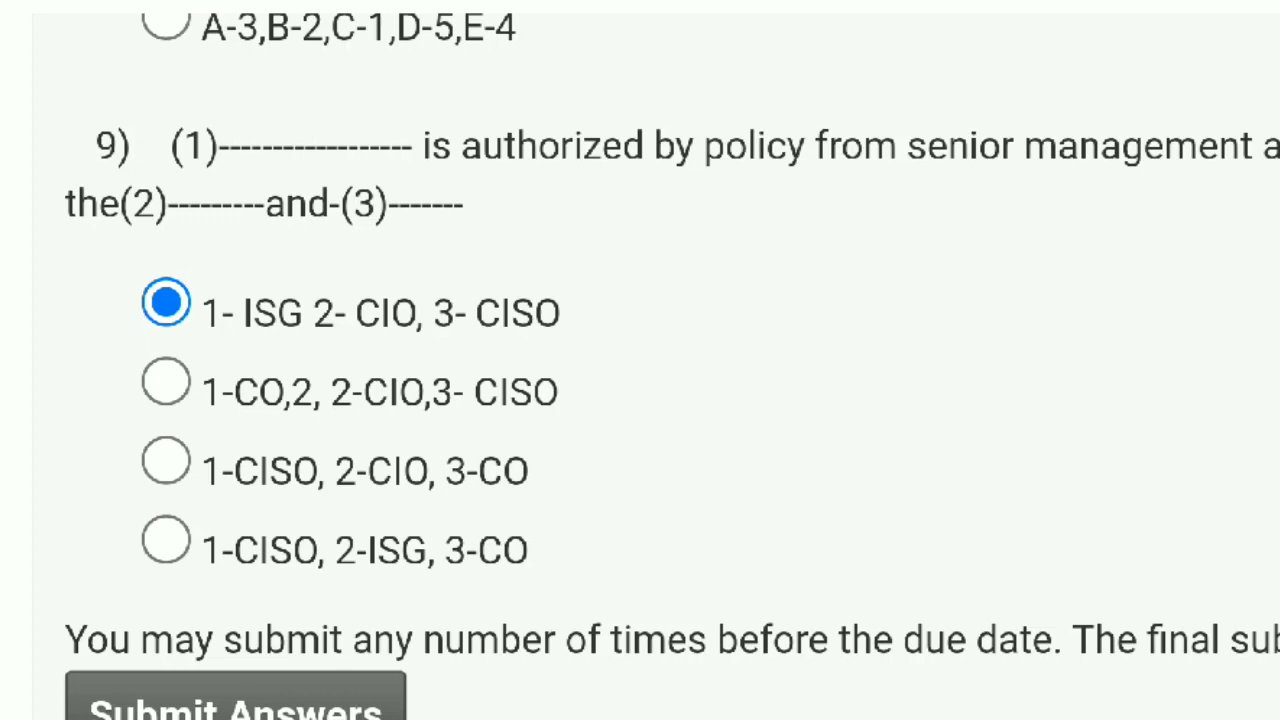 A-3,B-2,C-1,D-5,E-4
9) (1)----------------- is authorized by policy from senior management
the(2)---------and-(3)-------
1- ISG 2- CIO, 3- CISO
1-CO,2, 2-CIO,3- CISO
1-CISO, 2-CIO, 3-CO
1-CISO, 2-ISG, 3-CO
You may submit any number of times before the due date. The final
Submit Answers